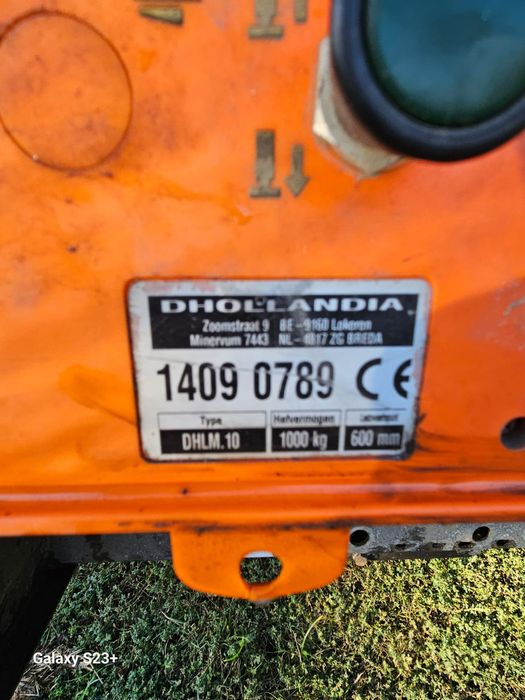 DHOLLANDIA
Zoomstraat 9 BE - 9160 Lokeren
Minervum 7443 NL - 4817 ZG BREDA
1409 0789 CE
Type Hefvermogen
DHLM.10 1000 kg 600 mm
Galaxy S23+